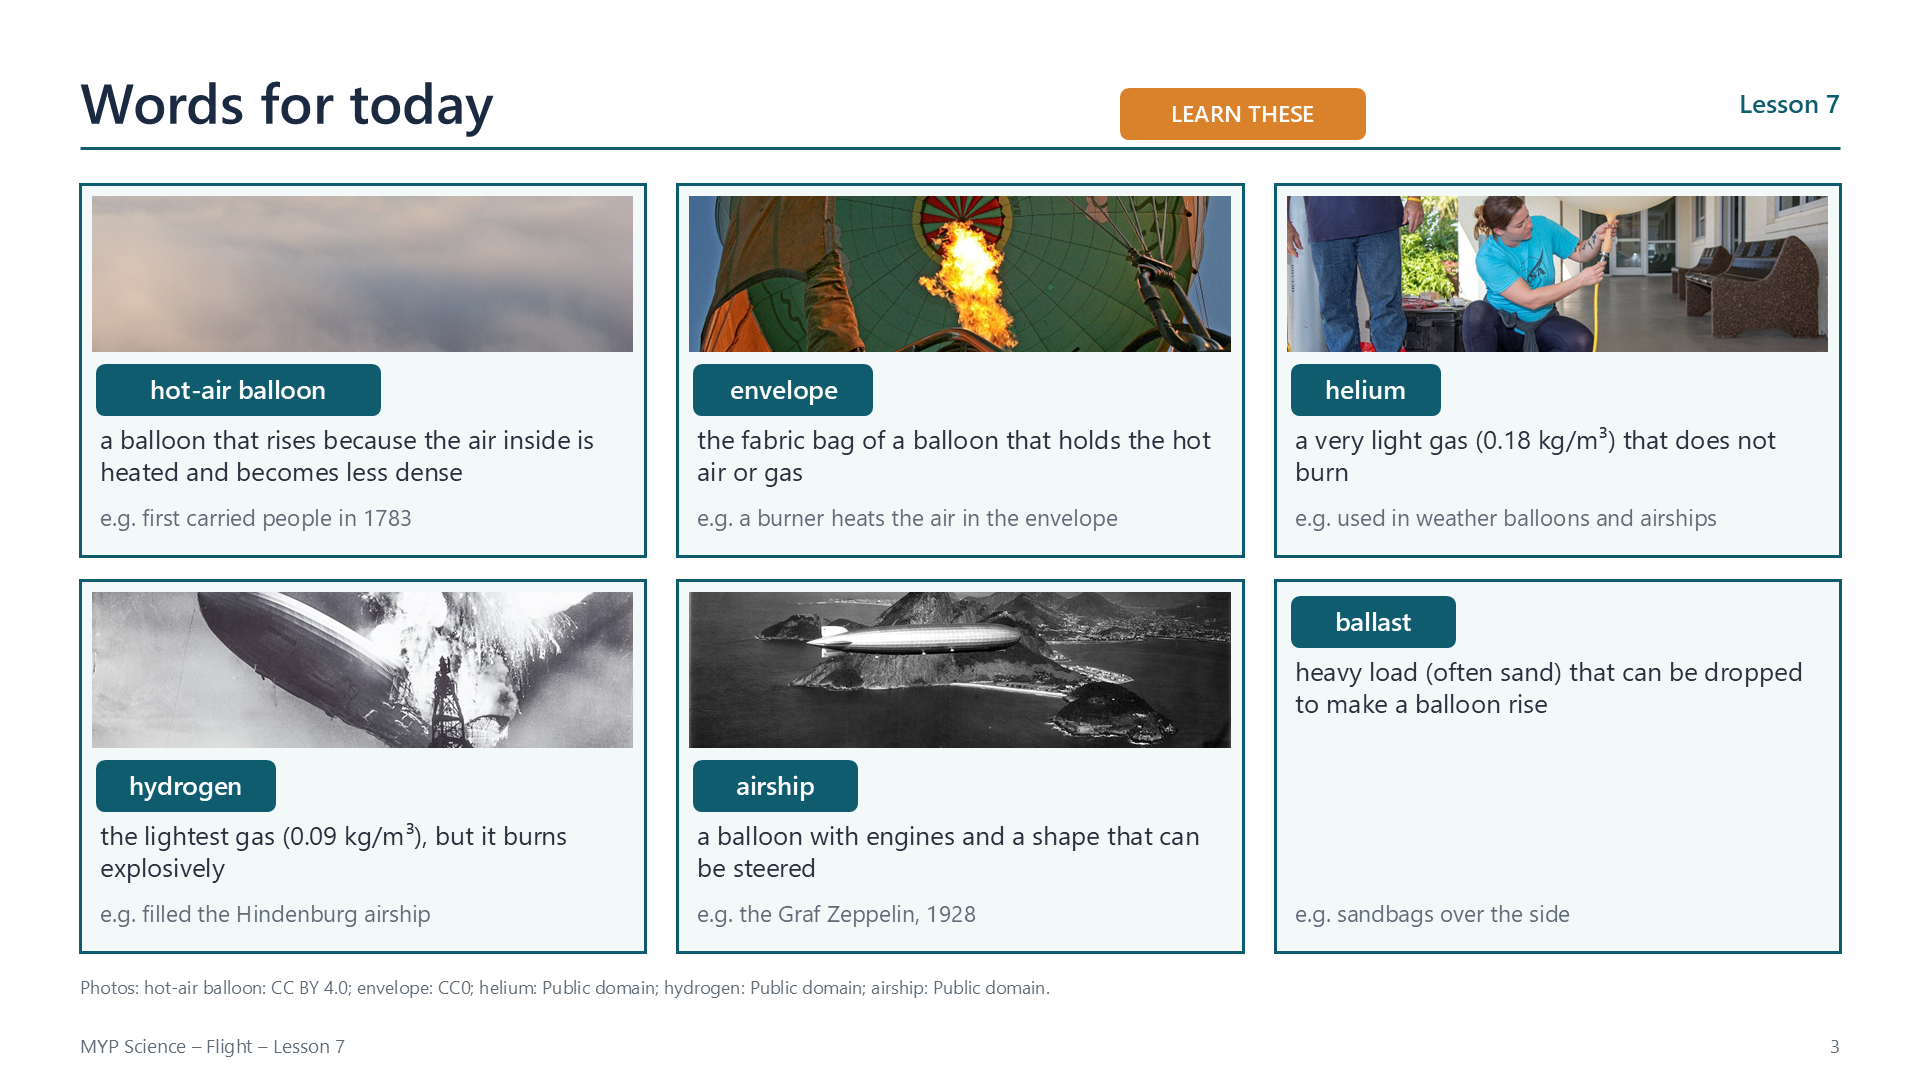 Words for today
LEARN THESE
Lesson 7
hot-air balloon
a balloon that rises because the air inside is
heated and becomes less dense
e.g. first carried people in 1783
envelope
the fabric bag of a balloon that holds the hot
air or gas
e.g. a burner heats the air in the envelope
helium
a very light gas (0.18 kg/m³) that does not
burn
e.g. used in weather balloons and airships
hydrogen
the lightest gas (0.09 kg/m³), but it burns
explosively
e.g. filled the Hindenburg airship
airship
a balloon with engines and a shape that can
be steered
e.g. the Graf Zeppelin, 1928
ballast
heavy load (often sand) that can be dropped
to make a balloon rise
e.g. sandbags over the side
Photos: hot-air balloon: CC BY 4.0; envelope: CC0; helium: Public domain; hydrogen: Public domain; airship: Public domain.
MYP Science – Flight – Lesson 7
3